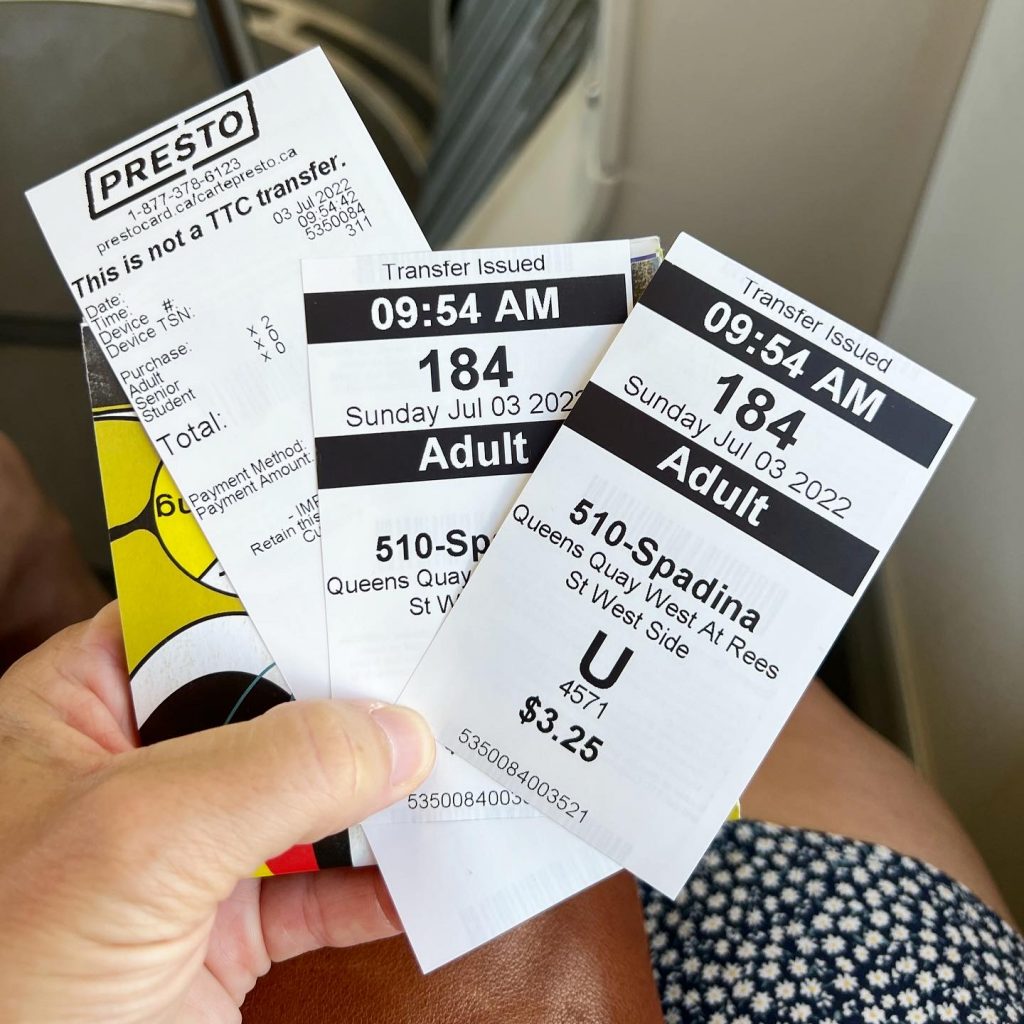 PRESTO
1-877-378-6123
prestocard.ca/cartepresto.ca
This is not a TTC transfer.
Date: 03 Jul 2022
Time: 09:54:42
Device #: 5350084
Device TSN: 311
Purchase:
Adult x 2
Senior x 0
Student x 0
Total:
Payment Method:
Payment Amount:
Retain this
Transfer Issued
09:54 AM
184
Sunday Jul 03 2022
Adult
510-Sp
Queens Quay
St W
5350084003
Transfer Issued
09:54 AM
184
Sunday Jul 03 2022
Adult
510-Spadina
Queens Quay West At Rees
St West Side
U
4571
$3.25
5350084003521